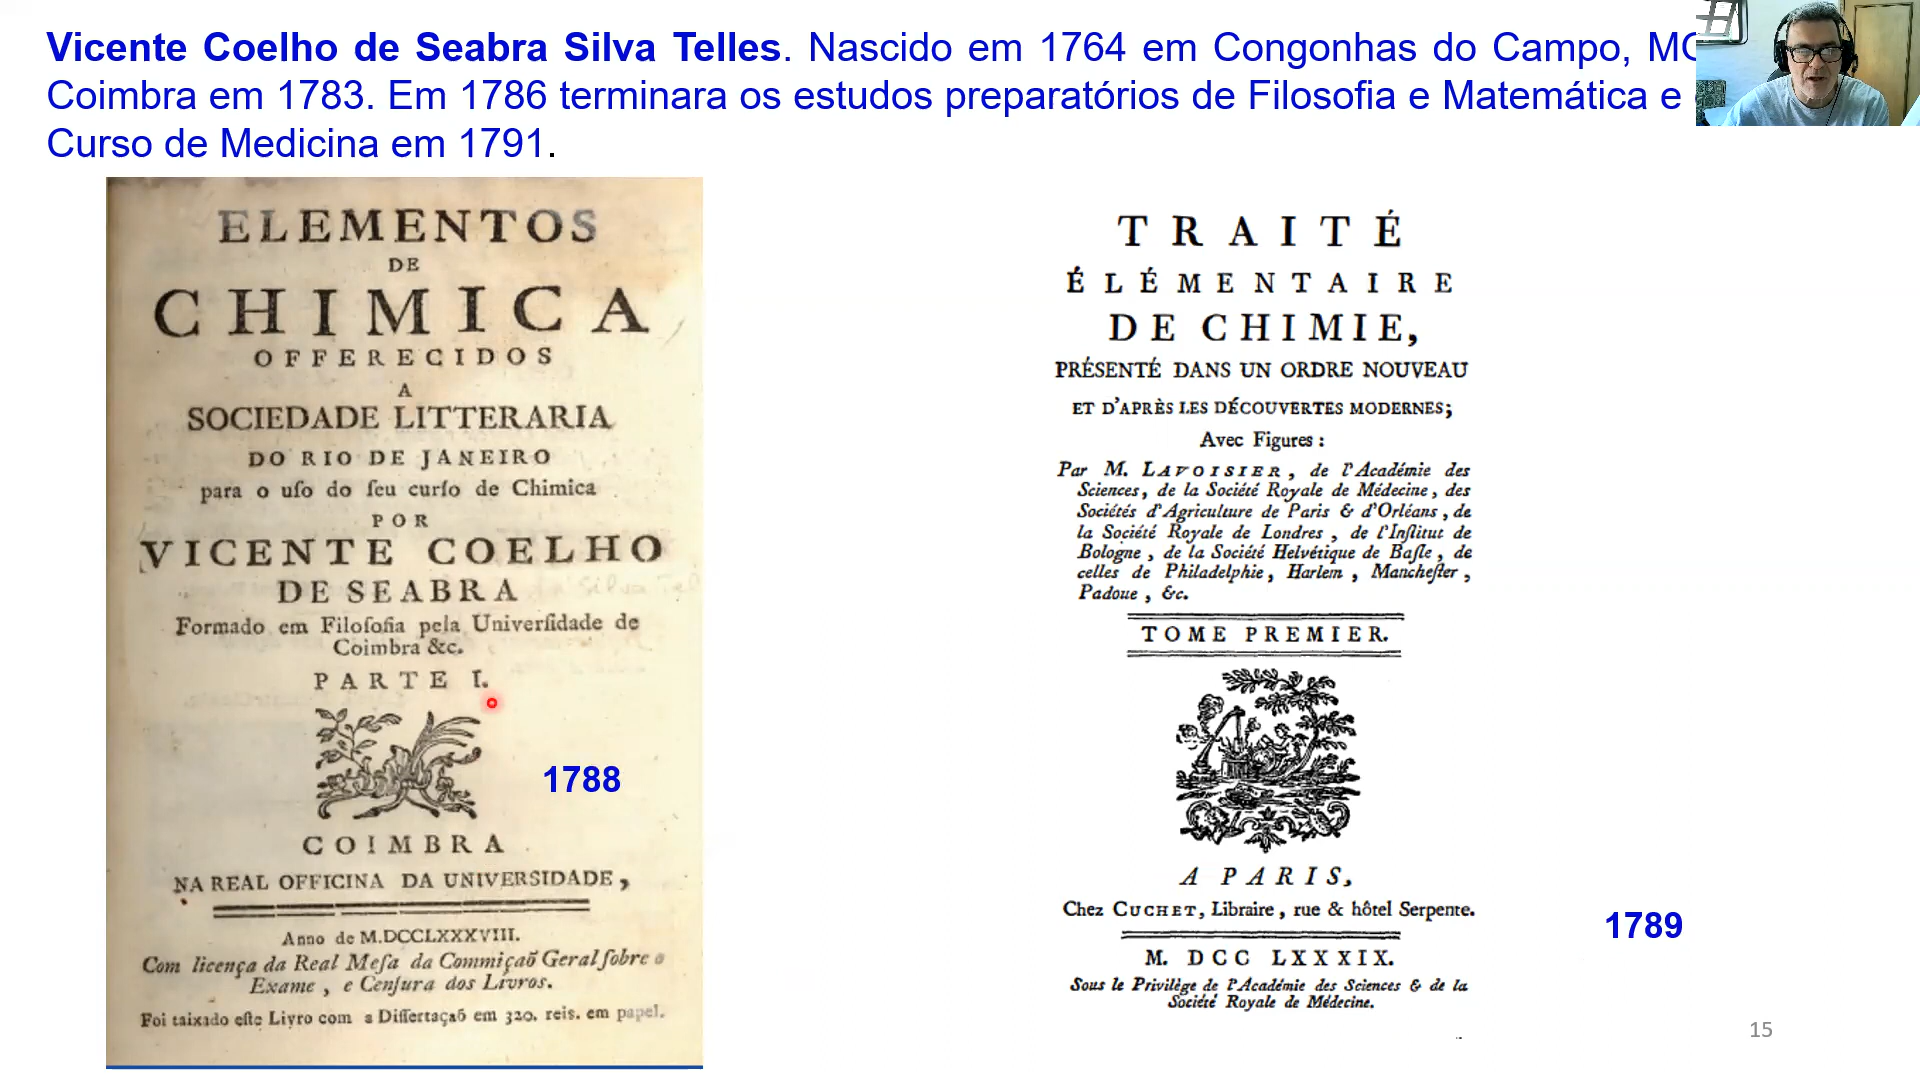 Vicente Coelho de Seabra Silva Telles. Nascido em 1764 em Congonhas do Campo,
Coimbra em 1783. Em 1786 terminara os estudos preparatórios de Filosofia e Matemática e
Curso de Medicina em 1791.
ELEMENTOS
DE
CHIMICA
OFFERECIDOS
A
SOCIEDADE LITTERARIA
DO RIO DE JANEIRO
para o uſo do ſeu curſo de Chimica
POR
VICENTE COELHO
DE SEABRA
Formado em Filoſofia pela Univerſidade de
Coimbra &c.
PARTE I.
1788
COIMBRA
NA REAL OFFICINA DA UNIVERSIDADE,
Anno de M.DCCLXXXVIII.
Com licença da Real Meſa da Commiçaõ Geral ſobre o
Exame, e Cenſura dos Livros.
Foi taixado eſte Livro com a Diſſertaçaõ em 320. reis. em papel.
TRAITÉ
ÉLÉMENTAIRE
DE CHIMIE,
PRÉSENTÉ DANS UN ORDRE NOUVEAU
ET D'APRÈS LES DÉCOUVERTES MODERNES;
Avec Figures :
Par M. LAVOISIER, de l'Académie des
Sciences, de la Société Royale de Médecine, des
Sociétés d'Agriculture de Paris & d'Orléans, de
la Société Royale de Londres, de l'Inſtitut de
Bologne, de la Société Helvétique de Baſle, de
celles de Philadelphie, Harlem, Mancheſter,
Padoue, &c.
TOME PREMIER.
A PARIS,
Chez CUCHET, Libraire, rue & hôtel Serpente.
1789
M. DCC LXXXIX.
Sous le Privilège de l'Académie des Sciences & de la
Société Royale de Médecine.
15